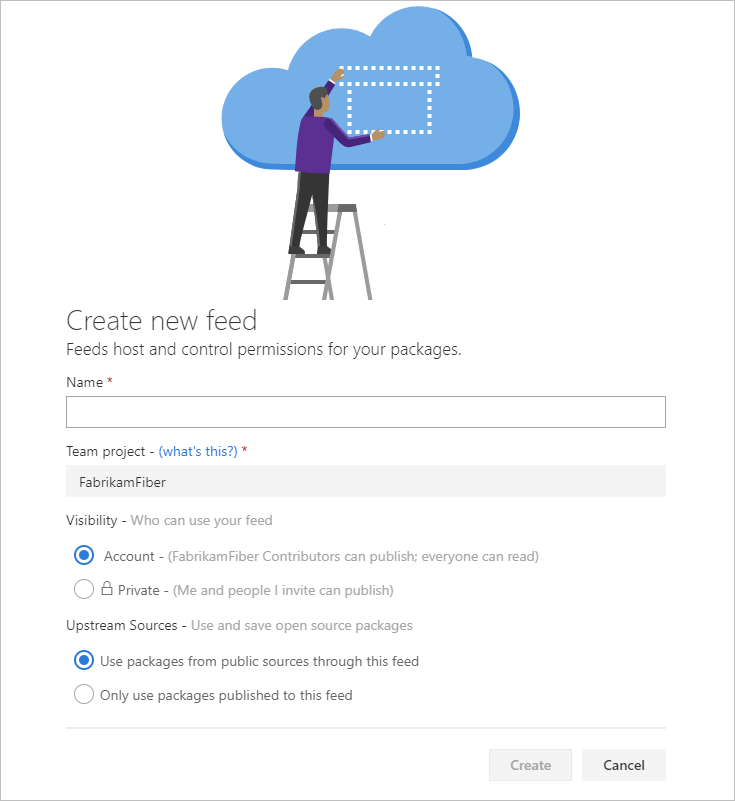 Create new feed
Feeds host and control permissions for your packages.
Name *
Team project - (what's this?) *
FabrikamFiber
Visibility - Who can use your feed
Account - (FabrikamFiber Contributors can publish; everyone can read)
Private - (Me and people I invite can publish)
Upstream Sources - Use and save open source packages
Use packages from public sources through this feed
Only use packages published to this feed
Create Cancel